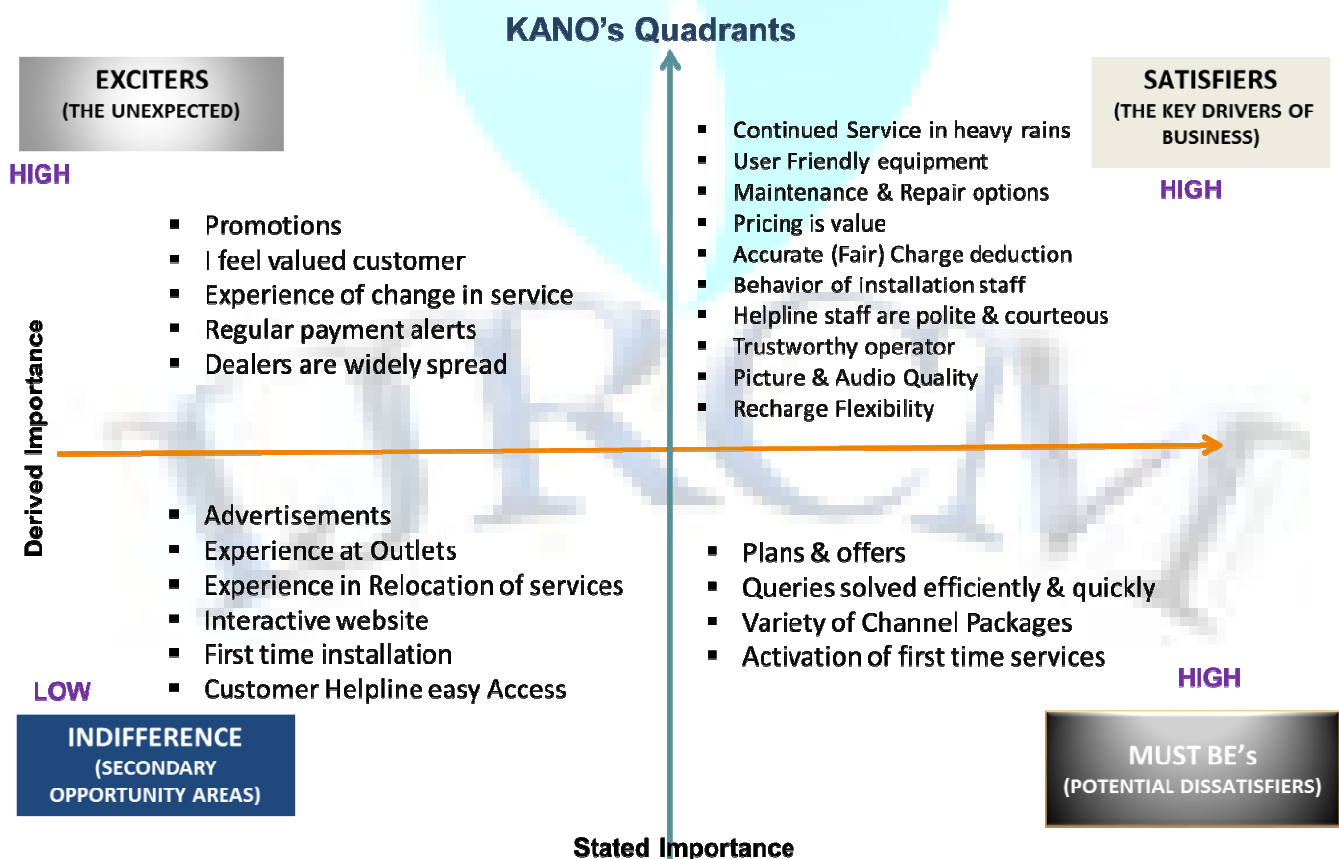 KANO's Quadrants
EXCITERS
(THE UNEXPECTED)
HIGH
SATISFIERS
(THE KEY DRIVERS OF
BUSINESS)
HIGH
▪ Promotions
▪ I feel valued customer
▪ Experience of change in service
▪ Regular payment alerts
▪ Dealers are widely spread
▪ Continued Service in heavy rains
▪ User Friendly equipment
▪ Maintenance & Repair options
▪ Pricing is value
▪ Accurate (Fair) Charge deduction
▪ Behavior of installation staff
▪ Helpline staff are polite & courteous
▪ Trustworthy operator
▪ Picture & Audio Quality
▪ Recharge Flexibility
Derived Importance
▪ Advertisements
▪ Experience at Outlets
▪ Experience in Relocation of services
▪ Interactive website
▪ First time installation
▪ Customer Helpline easy Access
▪ Plans & offers
▪ Queries solved efficiently & quickly
▪ Variety of Channel Packages
▪ Activation of first time services
LOW
INDIFFERENCE
(SECONDARY
OPPORTUNITY AREAS)
HIGH
MUST BE's
(POTENTIAL DISSATISFIERS)
Stated Importance
IJRCM